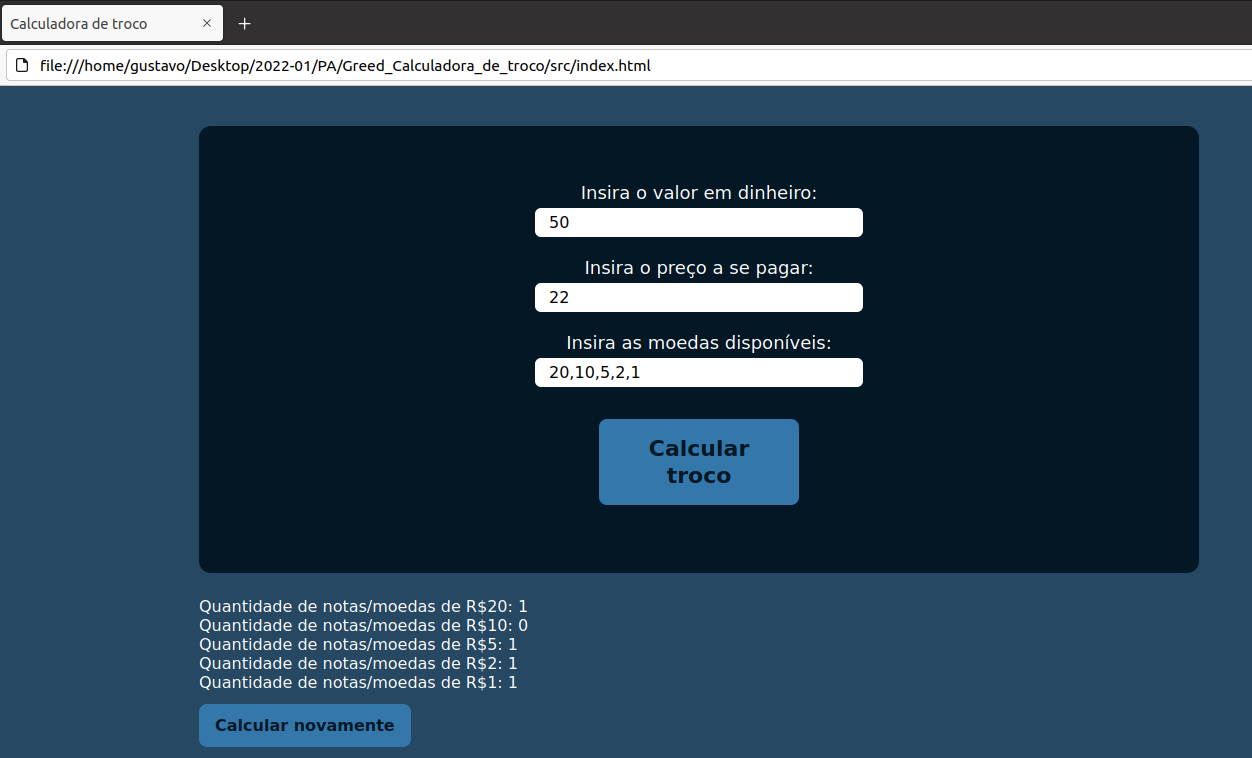 Calculadora de troco
file:///home/gustavo/Desktop/2022-01/PA/Greed_Calculadora_de_troco/src/index.html
Insira o valor em dinheiro:
50
Insira o preço a se pagar:
22
Insira as moedas disponíveis:
20,10,5,2,1
Calcular
troco
Quantidade de notas/moedas de R$20: 1
Quantidade de notas/moedas de R$10: 0
Quantidade de notas/moedas de R$5: 1
Quantidade de notas/moedas de R$2: 1
Quantidade de notas/moedas de R$1: 1
Calcular novamente